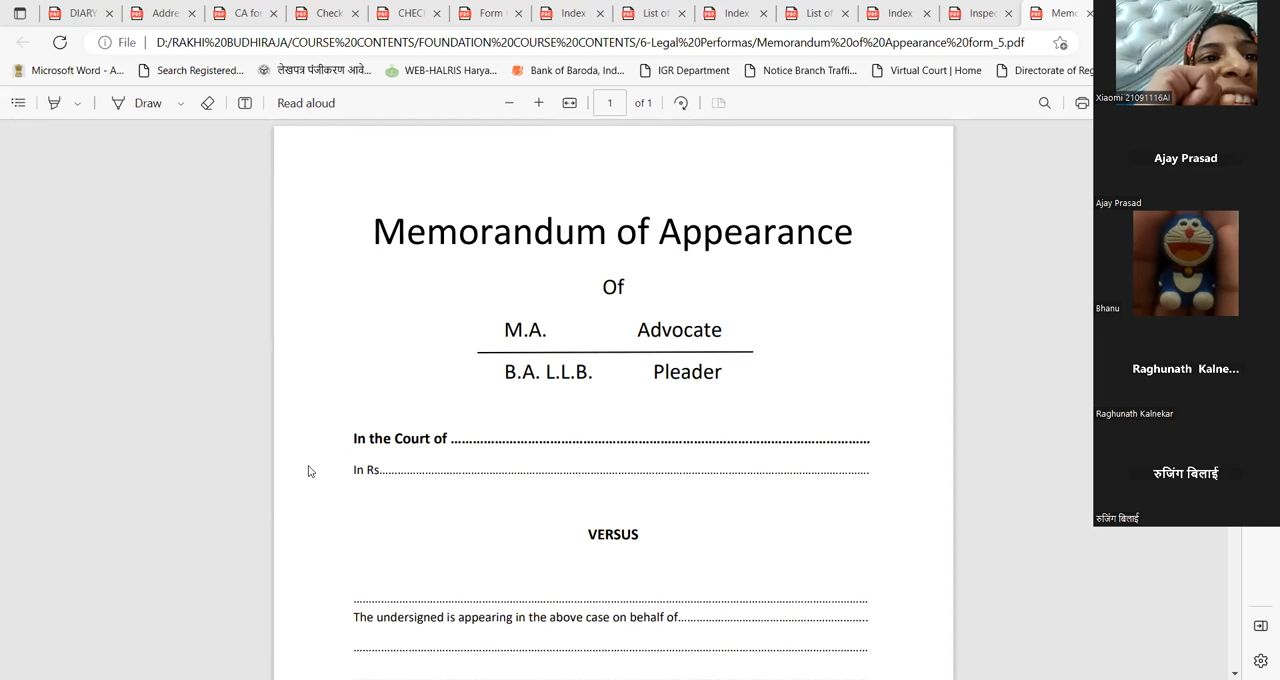 DIARY
Addre
CA for
Check
CHEC
Form
Index
List of
Index
List of
Index
Inspec
Memo
File
D:/RAKHI%20BUDHIRAJA/COURSE%20CONTENTS/FOUNDATION%20COURSE%20CONTENTS/6-Legal%20Performas/Memorandum%20of%20Appearance%20form_5.pdf
Microsoft Word - A...
Search Registered...
लेखपत्र पंजीकरण आवे...
WEB-HALRIS Harya...
Bank of Baroda, Ind...
IGR Department
Notice Branch Traffi...
Virtual Court | Home
Directorate of Reg
Draw
Read aloud
1
of 1
Memorandum of Appearance
Of
M.A. Advocate
B.A. L.L.B. Pleader
In the Court of ................................................................
In Rs................................................................
VERSUS
................................................................
The undersigned is appearing in the above case on behalf of................................
................................................................
Xiaomi 21091116AI
Ajay Prasad
Ajay Prasad
Bhanu
Raghunath Kalne...
Raghunath Kalnekar
रुजिंग बिलाई
रुजिंग बिलाई